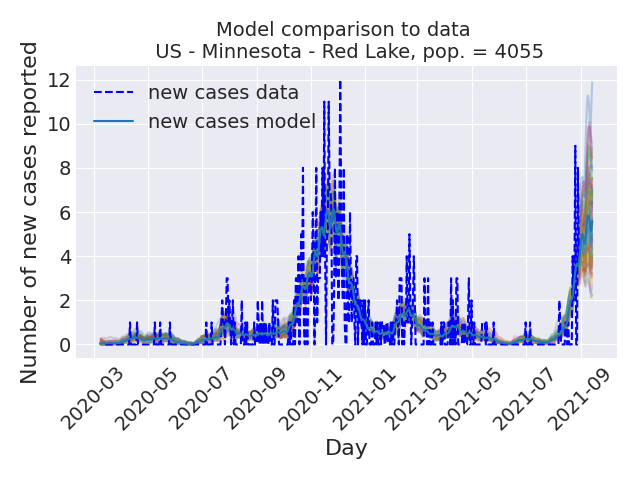 Model comparison to data
US - Minnesota - Red Lake, pop. = 4055
Number of new cases reported
12
10
8
6
4
2
0
new cases data
new cases model
2020-03
2020-05
2020-07
2020-09
2020-11
2021-01
2021-03
2021-05
2021-07
2021-09
Day